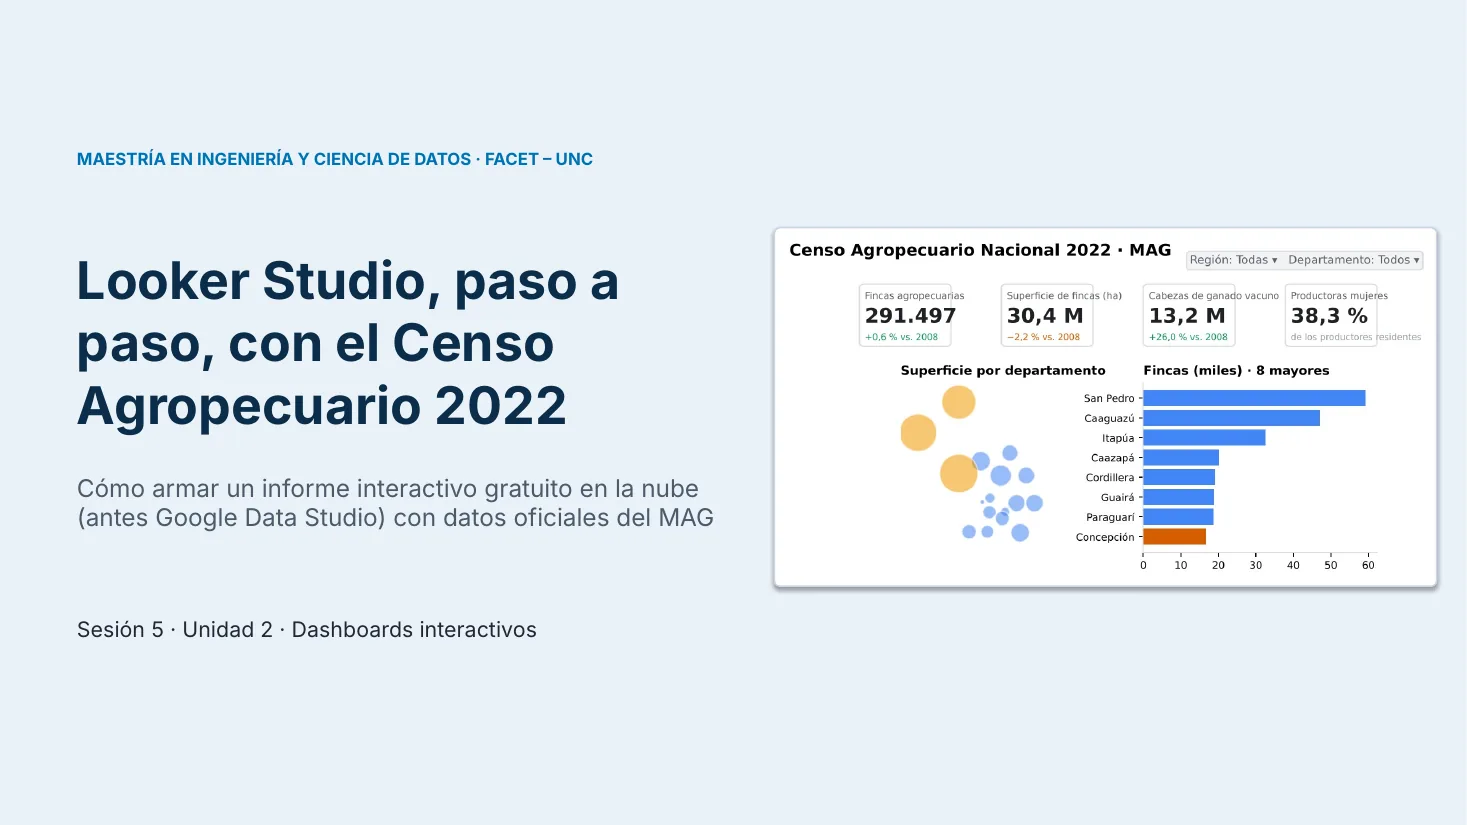 MAESTRÍA EN INGENIERÍA Y CIENCIA DE DATOS · FACET – UNC
Looker Studio, paso a
paso, con el Censo
Agropecuario 2022
Cómo armar un informe interactivo gratuito en la nube
(antes Google Data Studio) con datos oficiales del MAG
Sesión 5 · Unidad 2 · Dashboards interactivos
Censo Agropecuario Nacional 2022 · MAG
Región: Todas ▾ Departamento: Todos ▾
Fincas agropecuarias
291.497
+0,6 % vs. 2008
Superficie de fincas (ha)
30,4 M
−2,2 % vs. 2008
Cabezas de ganado vacuno
13,2 M
+26,0 % vs. 2008
Productoras mujeres
38,3 %
de los productores residentes
Superficie por departamento
Fincas (miles) · 8 mayores
San Pedro
Caaguazú
Itapúa
Caazapá
Cordillera
Guairá
Paraguarí
Concepción
0 10 20 30 40 50 60